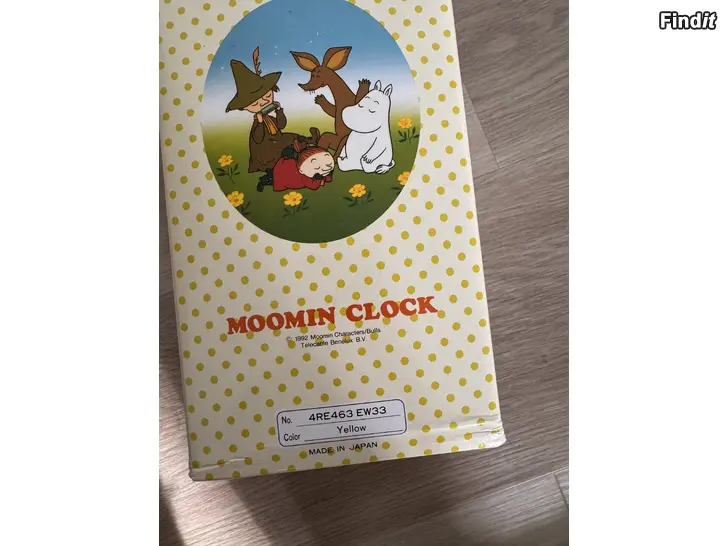 Findit
MOOMIN CLOCK
© 1992 Moomin Characters/Bulls
Telecable Benelux B.V.
No. 4RE463 EW33
Color Yellow
MADE IN JAPAN